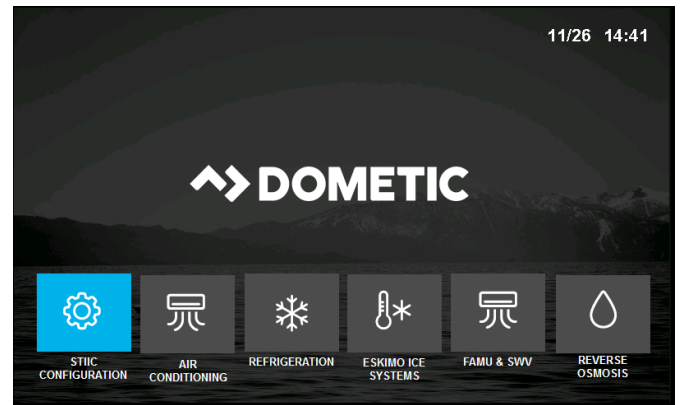 11/26 14:41
DOMETIC
STIIC
CONFIGURATION
AIR
CONDITIONING
REFRIGERATION
ESKIMO ICE
SYSTEMS
FAMU & SWV
REVERSE
OSMOSIS